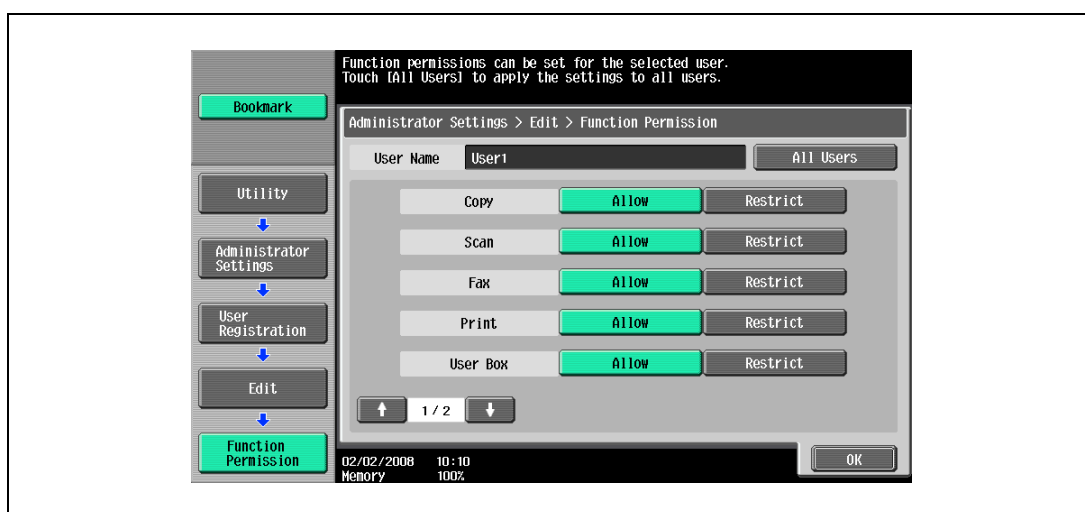 Function permissions can be set for the selected user.
Touch [All Users] to apply the settings to all users.
Bookmark
Administrator Settings > Edit > Function Permission
User Name
User1
All Users
Utility
Administrator
Settings
User
Registration
Edit
Function
Permission
Copy Allow Restrict
Scan Allow Restrict
Fax Allow Restrict
Print Allow Restrict
User Box Allow Restrict
1/2
02/02/2008 10:10
Memory 100%
OK